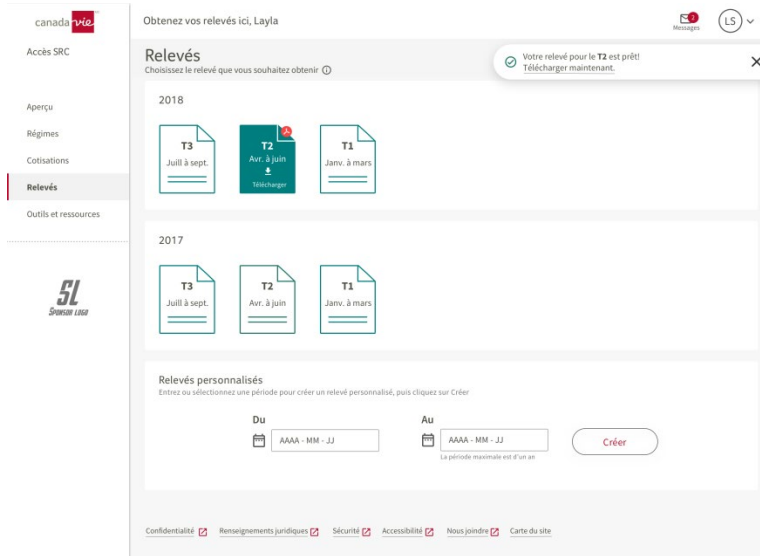 canada vie
Accès SRC
Aperçu
Régimes
Cotisations
Relevés
Outils et ressources
SL
SPONSOR LOGO
Obtenez vos relevés ici, Layla
2
Messages
LS
Relevés
Choisissez le relevé que vous souhaitez obtenir
Votre relevé pour le T2 est prêt!
Télécharger maintenant.
2018
T3
Juill à sept.
T2
Avr. à juin
Télécharger
T1
Janv. à mars
2017
T3
Juill à sept.
T2
Avr. à juin
T1
Janv. à mars
Relevés personnalisés
Entrez ou sélectionnez une période pour créer un relevé personnalisé, puis cliquez sur Créer
Du
AAAA - MM - JJ
Au
AAAA - MM - JJ
La période maximale est d'un an
Créer
Confidentialité Renseignements juridiques Sécurité Accessibilité Nous joindre Carte du site